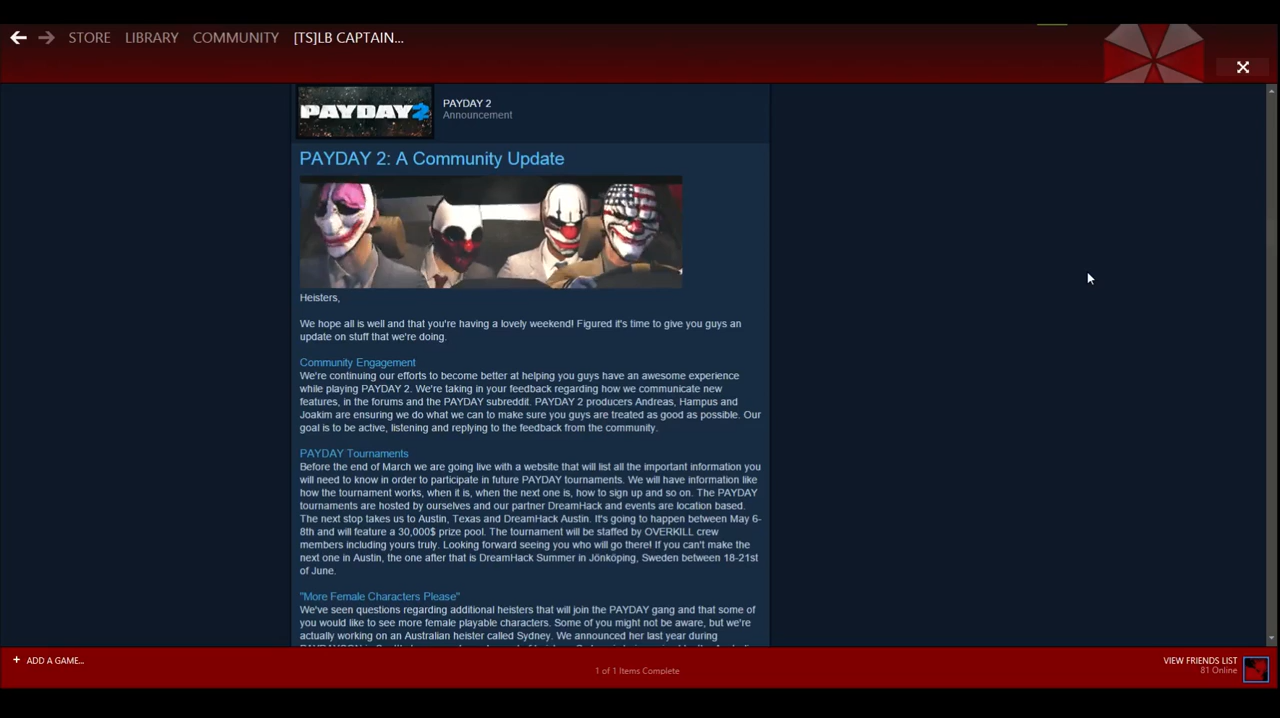 STORE LIBRARY COMMUNITY [TS]LB CAPTAIN...
PAYDAY 2
PAYDAY 2
Announcement
PAYDAY 2: A Community Update
Heisters,
We hope all is well and that you're having a lovely weekend! Figured it's time to give you guys an
update on stuff that we're doing.
Community Engagement
We're continuing our efforts to become better at helping you guys have an awesome experience
while playing PAYDAY 2. We're taking in your feedback regarding how we communicate new
features, in the forums and the PAYDAY subreddit. PAYDAY 2 producers Andreas, Hampus and
Joakim are ensuring we do what we can to make sure you guys are treated as good as possible. Our
goal is to be active, listening and replying to the feedback from the community.
PAYDAY Tournaments
Before the end of March we are going live with a website that will list all the important information you
will need to know in order to participate in future PAYDAY tournaments. We will have information like
how the tournament works, when it is, when the next one is, how to sign up and so on. The PAYDAY
tournaments are hosted by ourselves and our partner DreamHack and events are location based.
The next stop takes us to Austin, Texas and DreamHack Austin. It's going to happen between May 6-
8th and will feature a 30,000$ prize pool. The tournament will be staffed by OVERKILL crew
members including yours truly. Looking forward seeing you who will go there! If you can't make the
next one in Austin, the one after that is DreamHack Summer in Jönköping, Sweden between 18-21st
of June.
"More Female Characters Please"
We've seen questions regarding additional heisters that will join the PAYDAY gang and that some of
you would like to see more female playable characters. Some of you might not be aware, but we're
actually working on an Australian heister called Sydney. We announced her last year during
+ ADD A GAME...
1 of 1 Items Complete
VIEW FRIENDS LIST
81 Online